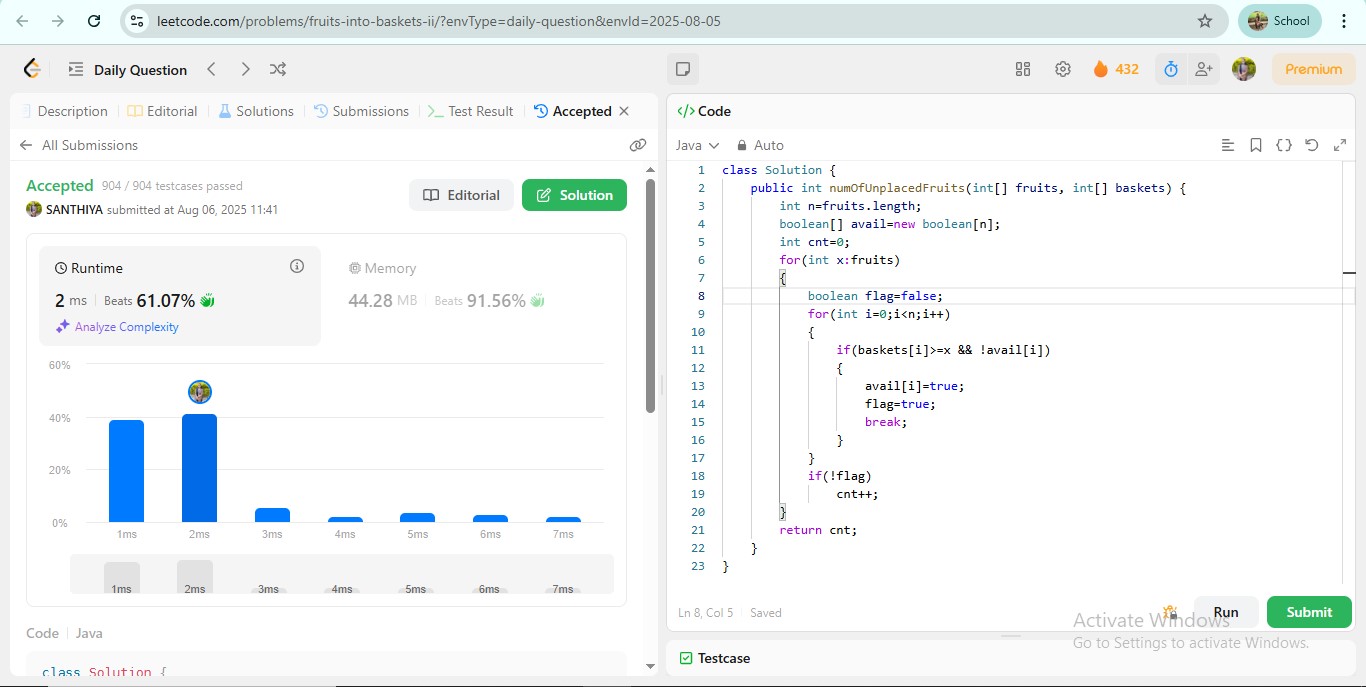 leetcode.com/problems/fruits-into-baskets-ii/?envType=daily-question&envId=2025-08-05
School
Daily Question
432
Premium
Description
Editorial
Solutions
Submissions
Test Result
Accepted
All Submissions
Accepted 904 / 904 testcases passed
SANTHIYA submitted at Aug 06, 2025 11:41
Editorial
Solution
Runtime
2 ms Beats 61.07%
Analyze Complexity
Memory
44.28 MB Beats 91.56%
60%
40%
20%
0%
1ms 2ms 3ms 4ms 5ms 6ms 7ms
1ms 2ms 3ms 4ms 5ms 6ms 7ms
Code Java
class Solution {
</> Code
Java Auto
1 class Solution {
2 public int numOfUnplacedFruits(int[] fruits, int[] baskets) {
3 int n=fruits.length;
4 boolean[] avail=new boolean[n];
5 int cnt=0;
6 for(int x:fruits)
7 {
8 boolean flag=false;
9 for(int i=0;i<n;i++)
10 {
11 if(baskets[i]>=x && !avail[i])
12 {
13 avail[i]=true;
14 flag=true;
15 break;
16 }
17 }
18 if(!flag)
19 cnt++;
20 }
21 return cnt;
22 }
23 }
Ln 8, Col 5 Saved
Run
Submit
Activate Windows
Go to Settings to activate Windows.
Testcase